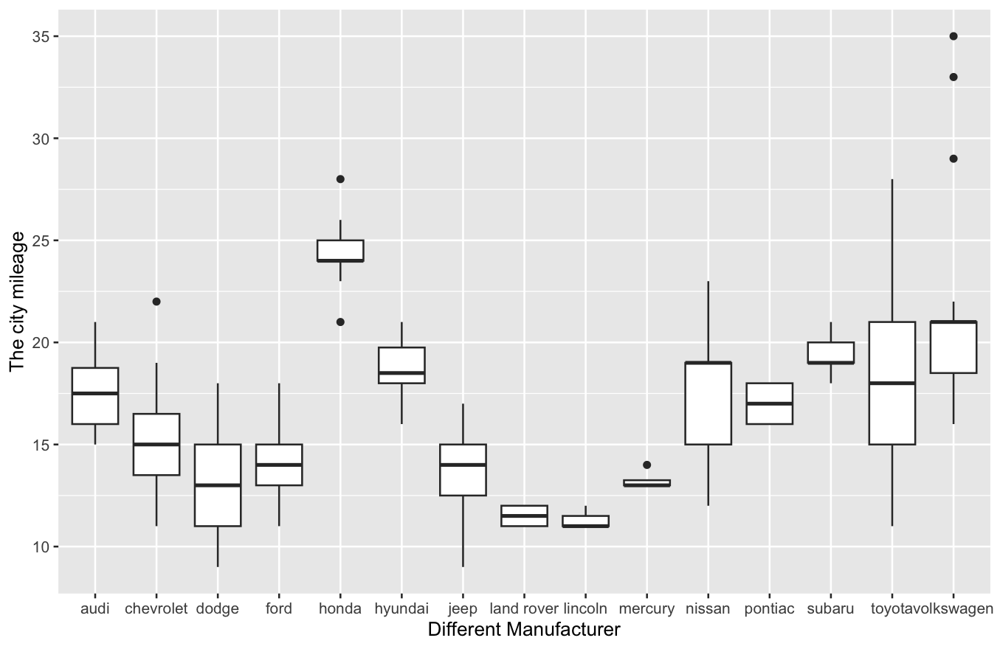 The city mileage
35
30
25
20
15
10
audi chevrolet dodge ford honda hyundai jeep land rover lincoln mercury nissan pontiac subaru toyota volkswagen
Different Manufacturer